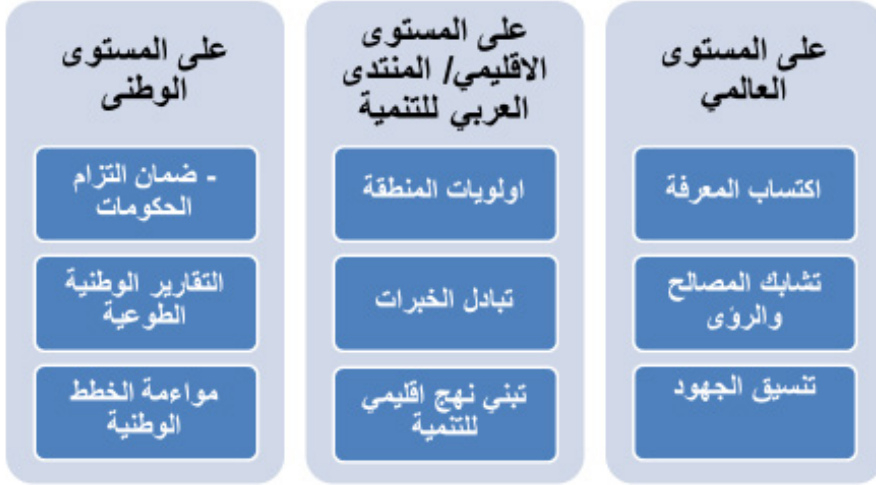 على المستوى
العالمي
اكتساب المعرفة
تشابك المصالح
والرؤى
تنسيق الجهود
على المستوى
الاقليمي/ المنتدى
العربي للتنمية
اولويات المنطقة
تبادل الخبرات
تبني نهج اقليمي
للتنمية
على المستوى
الوطنى
- ضمان التزام
الحكومات
التقارير الوطنية
الطوعية
مواءمة الخطط
الوطنية